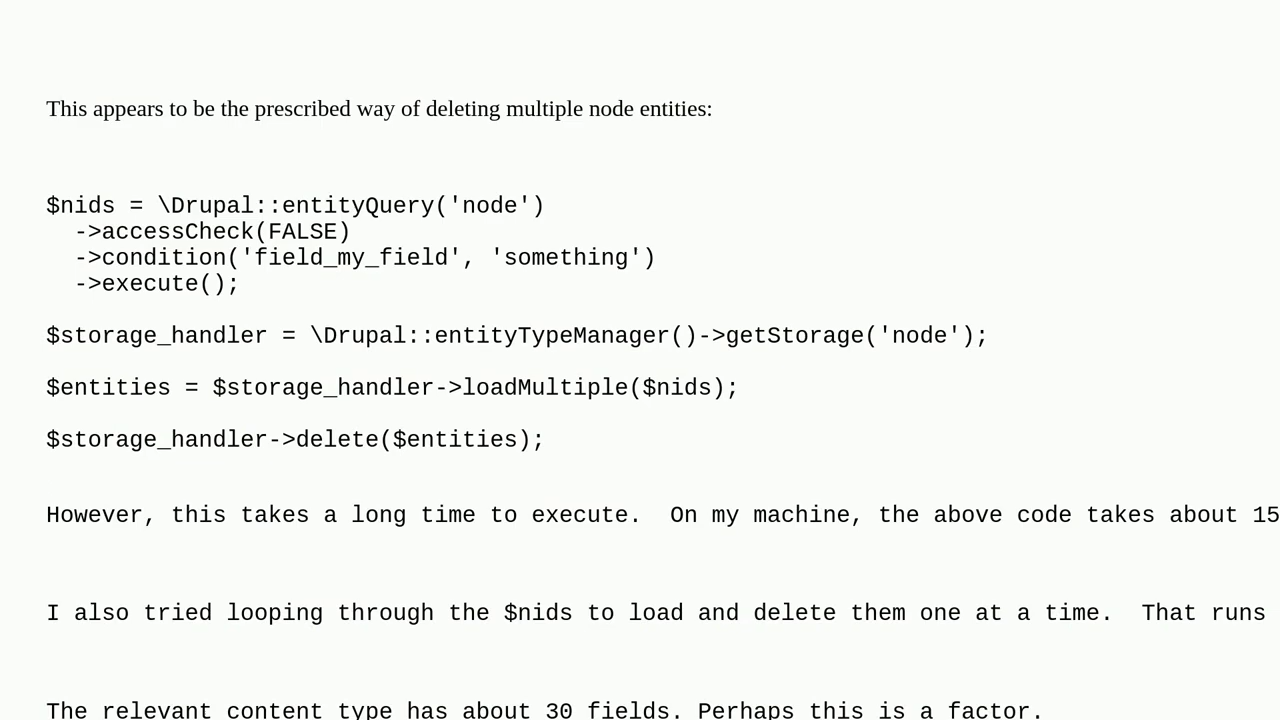 This appears to be the prescribed way of deleting multiple node entities:
$nids = \Drupal::entityQuery('node')
  ->accessCheck(FALSE)
  ->condition('field_my_field', 'something')
  ->execute();
$storage_handler = \Drupal::entityTypeManager()->getStorage('node');
$entities = $storage_handler->loadMultiple($nids);
$storage_handler->delete($entities);
However, this takes a long time to execute.  On my machine, the above code takes about 15
I also tried looping through the $nids to load and delete them one at a time.  That runs
The relevant content type has about 30 fields. Perhaps this is a factor.